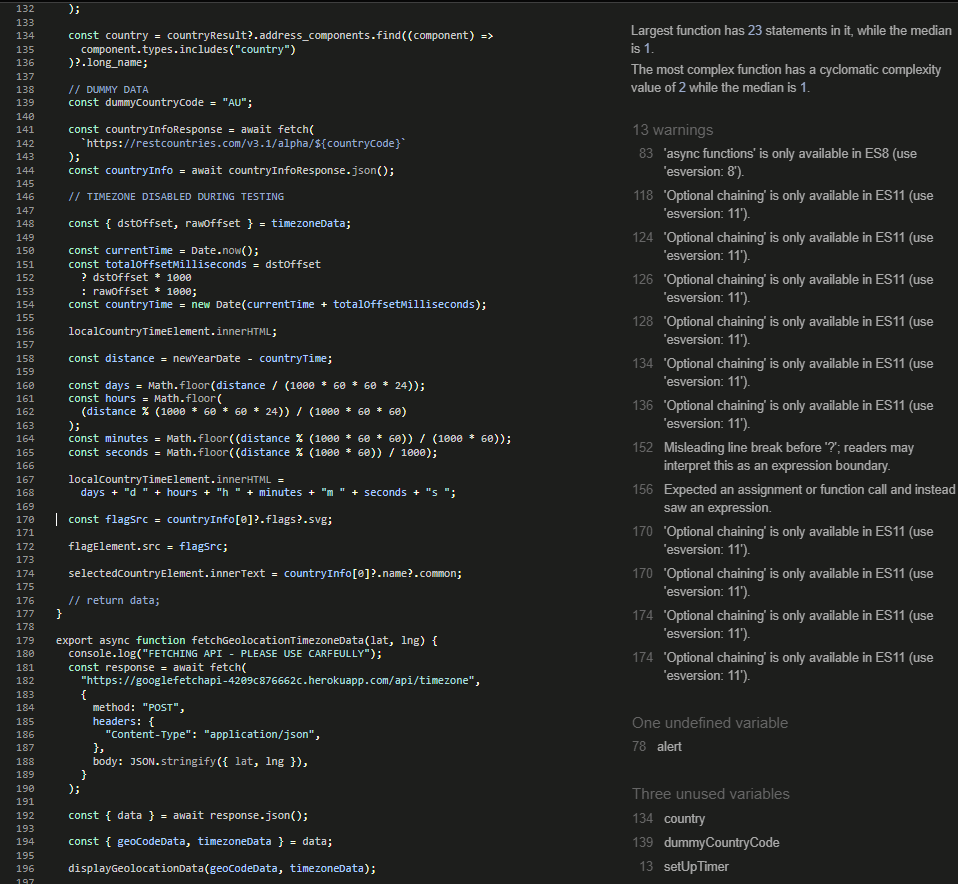 132 );
133
134 const country = countryResult?.address_components.find((component) =>
135 component.types.includes("country")
136 )?.long_name;
137
138 // DUMMY DATA
139 const dummyCountryCode = "AU";
140
141 const countryInfoResponse = await fetch(
142 `https://restcountries.com/v3.1/alpha/${countryCode}`
143 );
144 const countryInfo = await countryInfoResponse.json();
145
146 // TIMEZONE DISABLED DURING TESTING
147
148 const { dstOffset, rawOffset } = timezoneData;
149
150 const currentTime = Date.now();
151 const totalOffsetMilliseconds = dstOffset
152 ? dstOffset * 1000
153 : rawOffset * 1000;
154 const countryTime = new Date(currentTime + totalOffsetMilliseconds);
155
156 localCountryTimeElement.innerHTML;
157
158 const distance = newYearDate - countryTime;
159
160 const days = Math.floor(distance / (1000 * 60 * 60 * 24));
161 const hours = Math.floor(
162 (distance % (1000 * 60 * 60 * 24)) / (1000 * 60 * 60)
163 );
164 const minutes = Math.floor((distance % (1000 * 60 * 60)) / (1000 * 60));
165 const seconds = Math.floor((distance % (1000 * 60)) / 1000);
166
167 localCountryTimeElement.innerHTML =
168 days + "d " + hours + "h " + minutes + "m " + seconds + "s ";
169
170 const flagSrc = countryInfo[0]?.flags?.svg;
171
172 flagElement.src = flagSrc;
173
174 selectedCountryElement.innerText = countryInfo[0]?.name?.common;
175
176 // return data;
177 }
178
179 export async function fetchGeolocationTimezoneData(lat, lng) {
180 console.log("FETCHING API - PLEASE USE CARFEULLY");
181 const response = await fetch(
182 "https://googlefetchapi-4209c876662c.herokuapp.com/api/timezone",
183 {
184 method: "POST",
185 headers: {
186 "Content-Type": "application/json",
187 },
188 body: JSON.stringify({ lat, lng }),
189 }
190 );
191
192 const { data } = await response.json();
193
194 const { geoCodeData, timezoneData } = data;
195
196 displayGeolocationData(geoCodeData, timezoneData);
197
Largest function has 23 statements in it, while the median
is 1.
The most complex function has a cyclomatic complexity
value of 2 while the median is 1.
13 warnings
83 'async functions' is only available in ES8 (use
'esversion: 8').
118 'Optional chaining' is only available in ES11 (use
'esversion: 11').
124 'Optional chaining' is only available in ES11 (use
'esversion: 11').
126 'Optional chaining' is only available in ES11 (use
'esversion: 11').
128 'Optional chaining' is only available in ES11 (use
'esversion: 11').
134 'Optional chaining' is only available in ES11 (use
'esversion: 11').
136 'Optional chaining' is only available in ES11 (use
'esversion: 11').
152 Misleading line break before '?'; readers may
interpret this as an expression boundary.
156 Expected an assignment or function call and instead
saw an expression.
170 'Optional chaining' is only available in ES11 (use
'esversion: 11').
170 'Optional chaining' is only available in ES11 (use
'esversion: 11').
174 'Optional chaining' is only available in ES11 (use
'esversion: 11').
174 'Optional chaining' is only available in ES11 (use
'esversion: 11').
One undefined variable
78 alert
Three unused variables
134 country
139 dummyCountryCode
13 setUpTimer